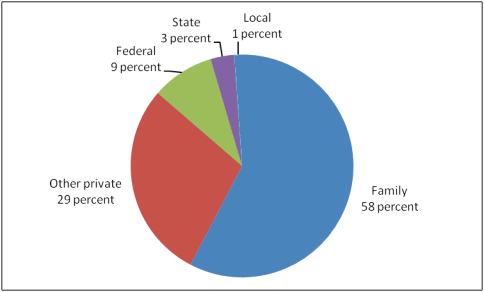 Local
1 percent
State
3 percent
Federal
9 percent
Other private
29 percent
Family
58 percent